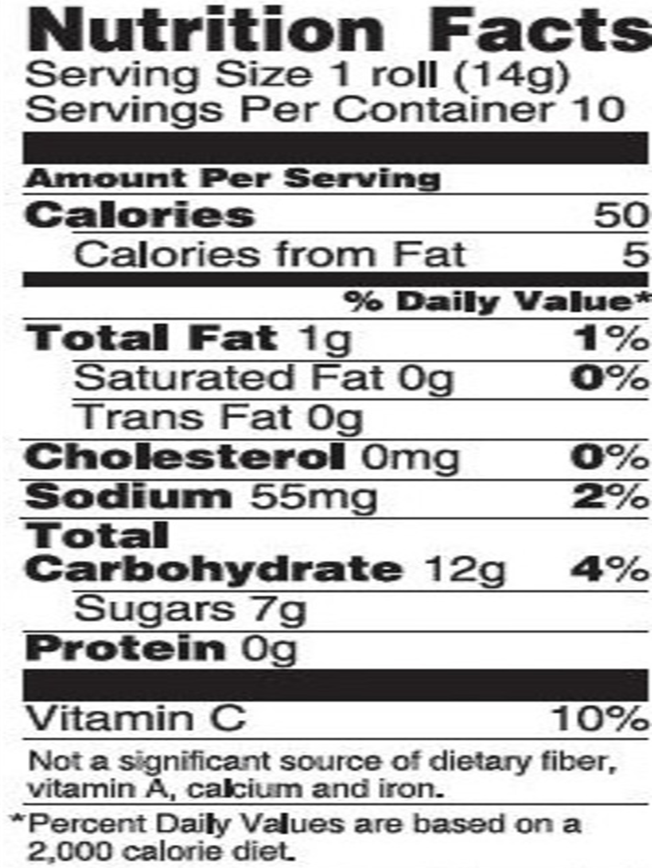 Nutrition Facts
Serving Size 1 roll (14g)
Servings Per Container 10
Amount Per Serving
Calories 50
Calories from Fat 5
% Daily Value*
Total Fat 1g 1%
Saturated Fat 0g 0%
Trans Fat 0g
Cholesterol 0mg 0%
Sodium 55mg 2%
Total
Carbohydrate 12g 4%
Sugars 7g
Protein 0g
Vitamin C 10%
Not a significant source of dietary fiber,
vitamin A, calcium and iron.
*Percent Daily Values are based on a
2,000 calorie diet.